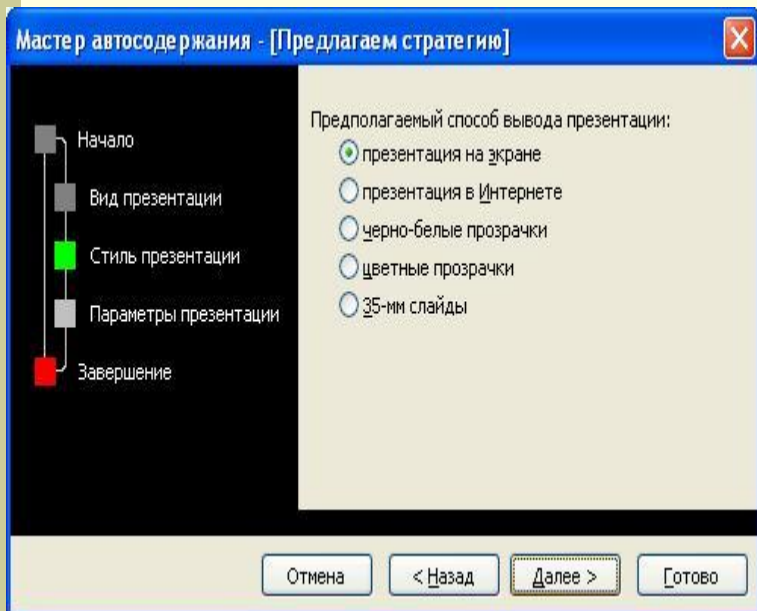 Мастер автосодержания - [Предлагаем стратегию]
Начало
Вид презентации
Стиль презентации
Параметры презентации
Завершение
Предполагаемый способ вывода презентации:
презентация на экране
презентация в Интернете
черно-белые прозрачки
цветные прозрачки
35-мм слайды
Отмена
< Назад
Далее >
Готово